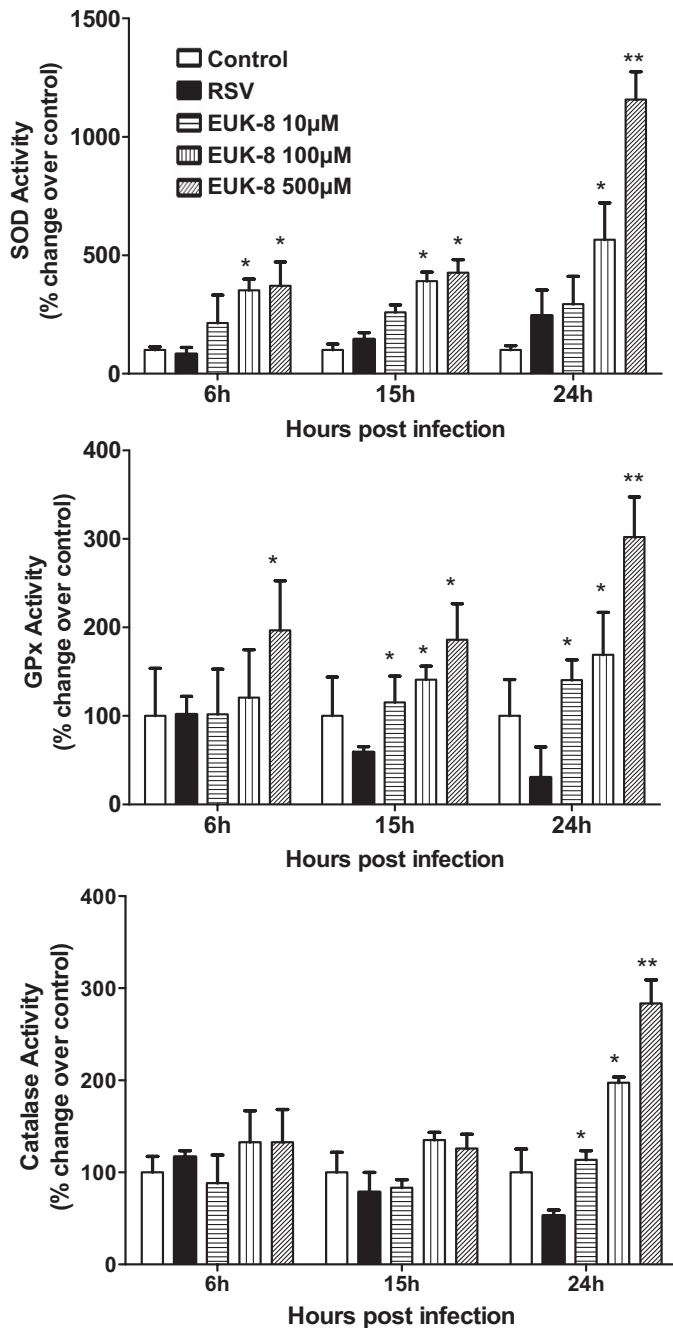 1500
1000
500
0
SOD Activity
(% change over control)
Control
RSV
EUK-8 10µM
EUK-8 100µM
EUK-8 500µM
* *
* *
* **
6h 15h 24h
Hours post infection
400
300
200
100
0
GPx Activity
(% change over control)
*
* * *
* * **
6h 15h 24h
Hours post infection
400
300
200
100
0
Catalase Activity
(% change over control)
* * **
6h 15h 24h
Hours post infection